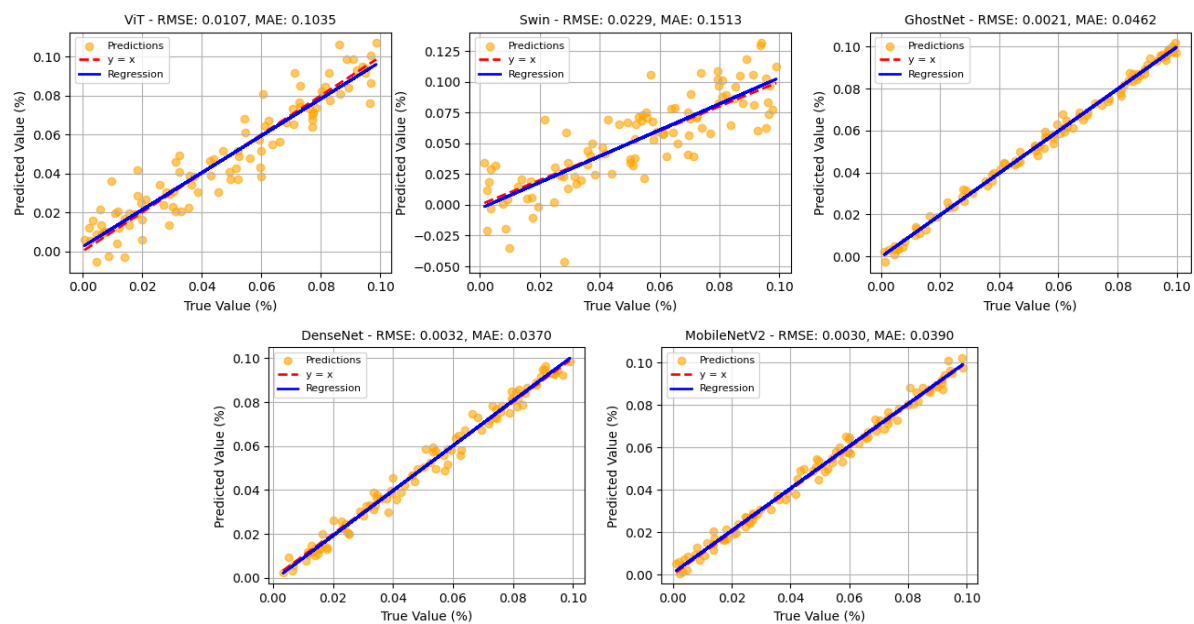 ViT - RMSE: 0.0107, MAE: 0.1035
Predictions
y = x
Regression
Predicted Value (%)
0.10
0.08
0.06
0.04
0.02
0.00
0.00 0.02 0.04 0.06 0.08 0.10
True Value (%)
Swin - RMSE: 0.0229, MAE: 0.1513
Predictions
y = x
Regression
Predicted Value (%)
0.125
0.100
0.075
0.050
0.025
0.000
−0.025
−0.050
0.00 0.02 0.04 0.06 0.08 0.10
True Value (%)
GhostNet - RMSE: 0.0021, MAE: 0.0462
Predictions
y = x
Regression
Predicted Value (%)
0.10
0.08
0.06
0.04
0.02
0.00
0.00 0.02 0.04 0.06 0.08 0.10
True Value (%)
DenseNet - RMSE: 0.0032, MAE: 0.0370
Predictions
y = x
Regression
Predicted Value (%)
0.10
0.08
0.06
0.04
0.02
0.00
0.00 0.02 0.04 0.06 0.08 0.10
True Value (%)
MobileNetV2 - RMSE: 0.0030, MAE: 0.0390
Predictions
y = x
Regression
Predicted Value (%)
0.10
0.08
0.06
0.04
0.02
0.00
0.00 0.02 0.04 0.06 0.08 0.10
True Value (%)